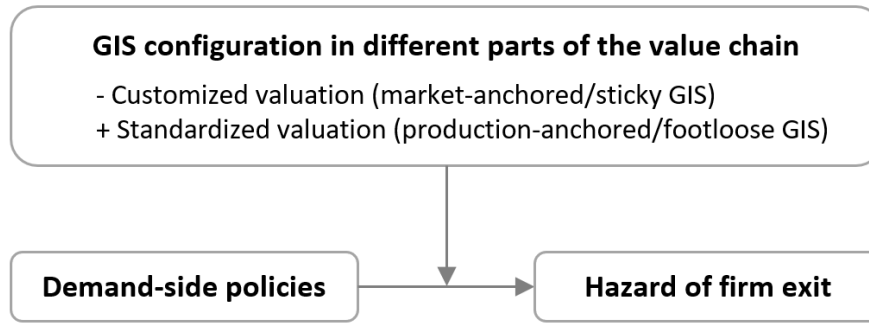 GIS configuration in different parts of the value chain
- Customized valuation (market-anchored/sticky GIS)
+ Standardized valuation (production-anchored/footloose GIS)
Demand-side policies
Hazard of firm exit